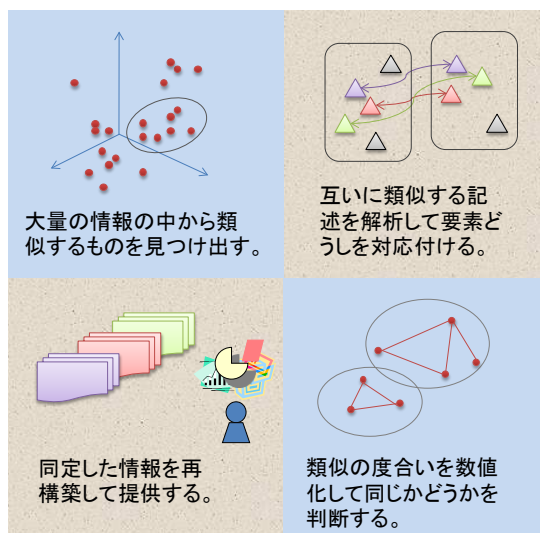 大量の情報の中から類
似するものを見つけ出す。
互いに類似する記
述を解析して要素ど
うしを対応付ける。
同定した情報を再
構築して提供する。
類似の度合いを数値
化して同じかどうかを
判断する。